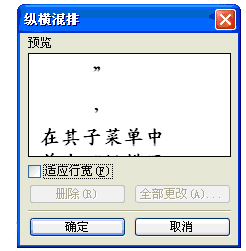 纵横混排
预览
”
，
在其子菜单中
适应行宽(F)
删除(R)
全部更改(A)...
确定
取消